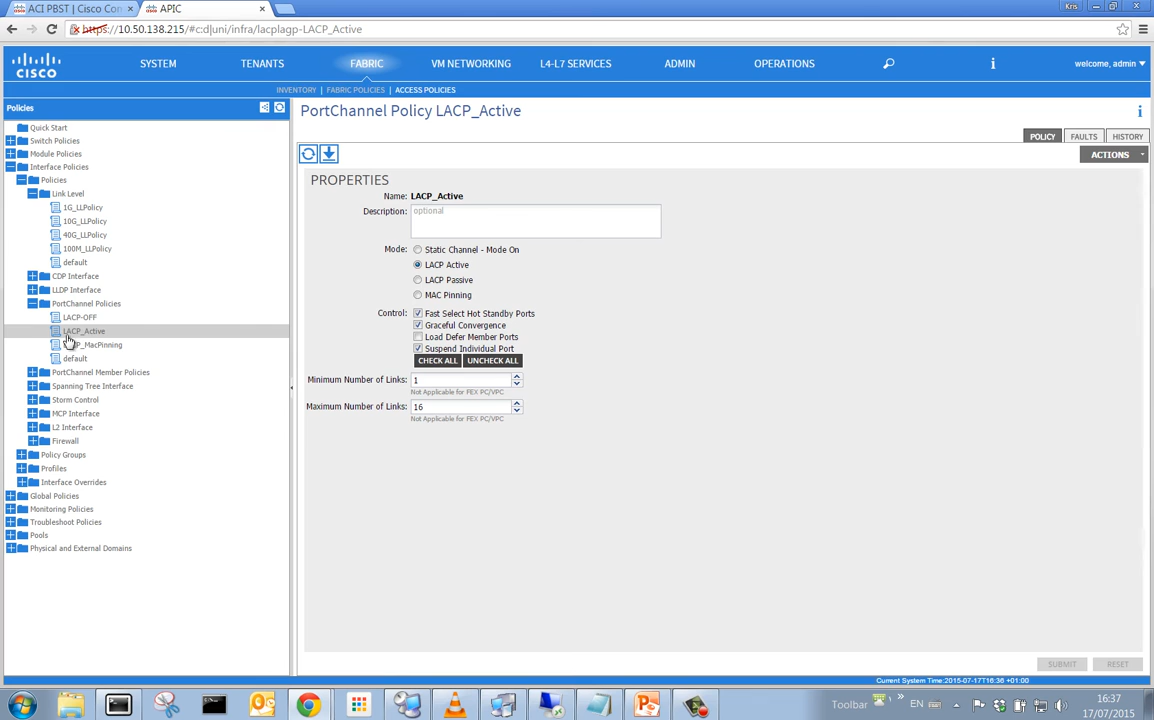 ACI PBST | Cisco Con
APIC
Kris
https://10.50.138.215/#c:d|uni/infra/lacplagp-LACP_Active
CISCO
SYSTEM
TENANTS
FABRIC
VM NETWORKING
L4-L7 SERVICES
ADMIN
OPERATIONS
i
welcome, admin
INVENTORY | FABRIC POLICIES | ACCESS POLICIES
Policies
Quick Start
Switch Policies
Module Policies
Interface Policies
Policies
Link Level
1G_LLPolicy
10G_LLPolicy
40G_LLPolicy
100M_LLPolicy
default
CDP Interface
LLDP Interface
PortChannel Policies
LACP-OFF
LACP_Active
P_MacPinning
default
PortChannel Member Policies
Spanning Tree Interface
Storm Control
MCP Interface
L2 Interface
Firewall
Policy Groups
Profiles
Interface Overrides
Global Policies
Monitoring Policies
Troubleshoot Policies
Pools
Physical and External Domains
PortChannel Policy LACP_Active
i
POLICY
FAULTS
HISTORY
ACTIONS
PROPERTIES
Name: LACP_Active
Description: optional
Mode: Static Channel - Mode On
LACP Active
LACP Passive
MAC Pinning
Control: Fast Select Hot Standby Ports
Graceful Convergence
Load Defer Member Ports
Suspend Individual Port
CHECK ALL UNCHECK ALL
Minimum Number of Links: 1
Not Applicable for FEX PC/VPC
Maximum Number of Links: 16
Not Applicable for FEX PC/VPC
SUBMIT
RESET
Current System Time:2015-07-17T16:36 +01:00
Toolbar
EN
16:37
17/07/2015